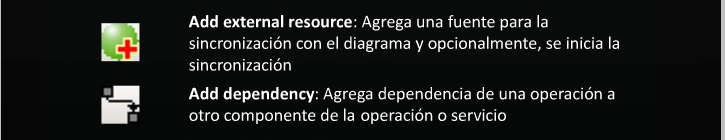 Add external resource: Agrega una fuente para la
sincronización con el diagrama y opcionalmente, se inicia la
sincronización
Add dependency: Agrega dependencia de una operación a
otro componente de la operación o servicio